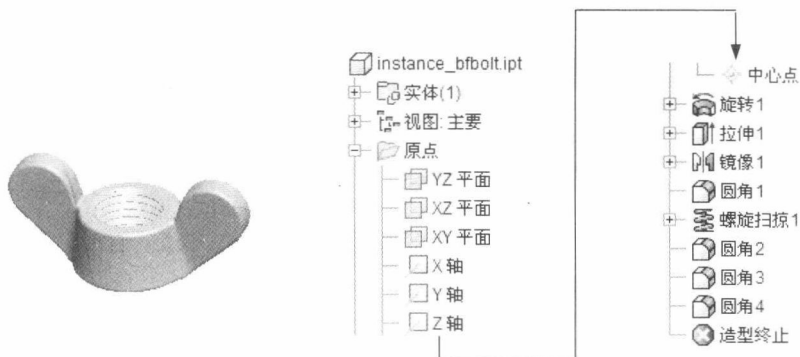 instance_bfbolt.ipt
实体(1)
视图: 主要
原点
YZ 平面
XZ 平面
XY 平面
X 轴
Y 轴
Z 轴
中心点
旋转1
拉伸1
镜像1
圆角1
螺旋扫掠1
圆角2
圆角3
圆角4
造型终止